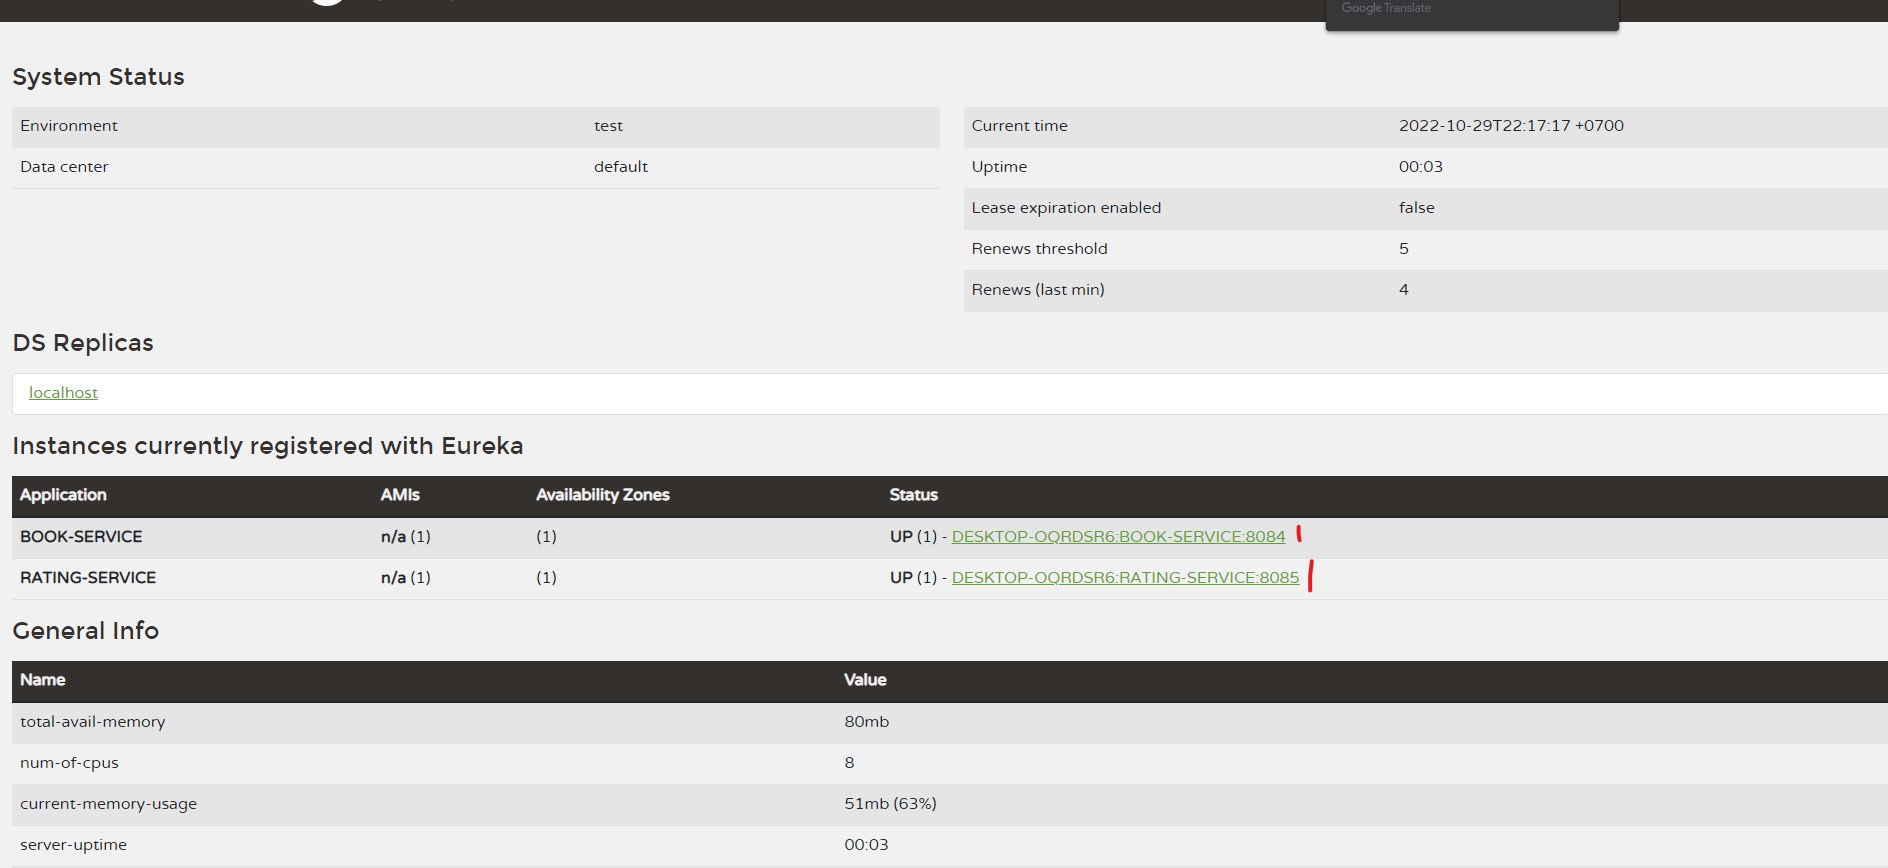 Google Translate
System Status
Environment test
Data center default
Current time 2022-10-29T22:17:17 +0700
Uptime 00:03
Lease expiration enabled false
Renews threshold 5
Renews (last min) 4
DS Replicas
localhost
Instances currently registered with Eureka
Application AMIs Availability Zones Status
BOOK-SERVICE n/a (1) (1) UP (1) - DESKTOP-OQRDSR6:BOOK-SERVICE:8084
RATING-SERVICE n/a (1) (1) UP (1) - DESKTOP-OQRDSR6:RATING-SERVICE:8085
General Info
Name Value
total-avail-memory 80mb
num-of-cpus 8
current-memory-usage 51mb (63%)
server-uptime 00:03